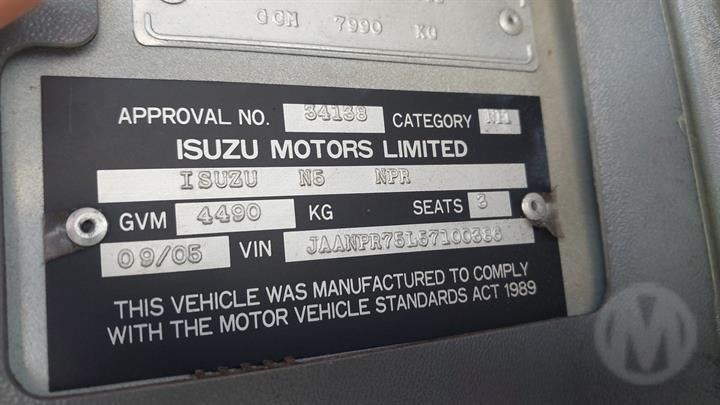 GCM 7990 KG
APPROVAL NO. 34138 CATEGORY
ISUZU MOTORS LIMITED
ISUZU N5 NPR
GVM 4490 KG SEATS 3
09/05 VIN JAANPR75L57100386
THIS VEHICLE WAS MANUFACTURED TO COMPLY
WITH THE MOTOR VEHICLE STANDARDS ACT 1989
M